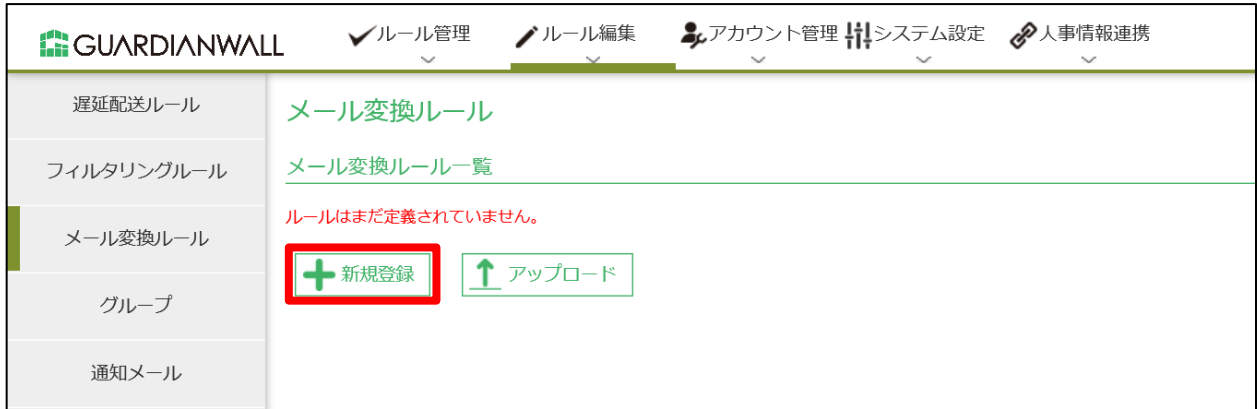 GUARDIANWALL
ルール管理 ルール編集 アカウント管理 システム設定 人事情報連携
遅延配送ルール
フィルタリングルール
メール変換ルール
グループ
通知メール
メール変換ルール
メール変換ルール一覧
ルールはまだ定義されていません。
新規登録 アップロード